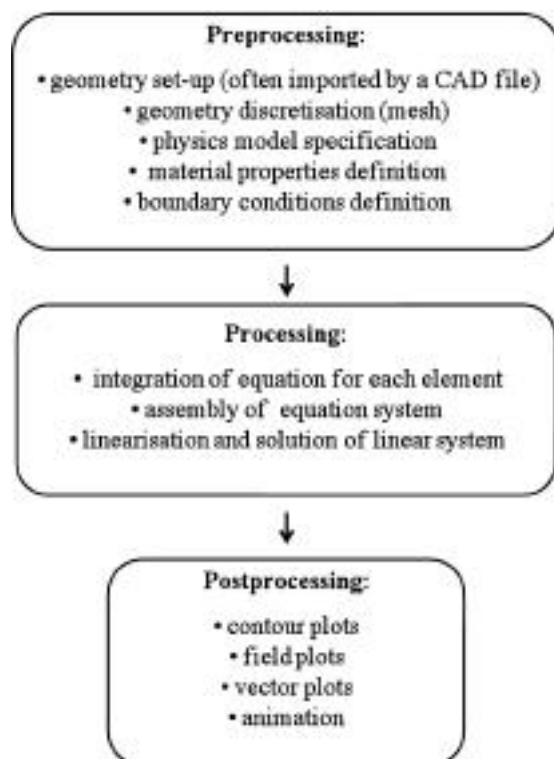 Preprocessing:
• geometry set-up (often imported by a CAD file)
• geometry discretisation (mesh)
• physics model specification
• material properties definition
• boundary conditions definition
Processing:
• integration of equation for each element
• assembly of equation system
• linearisation and solution of linear system
Postprocessing:
• contour plots
• field plots
• vector plots
• animation